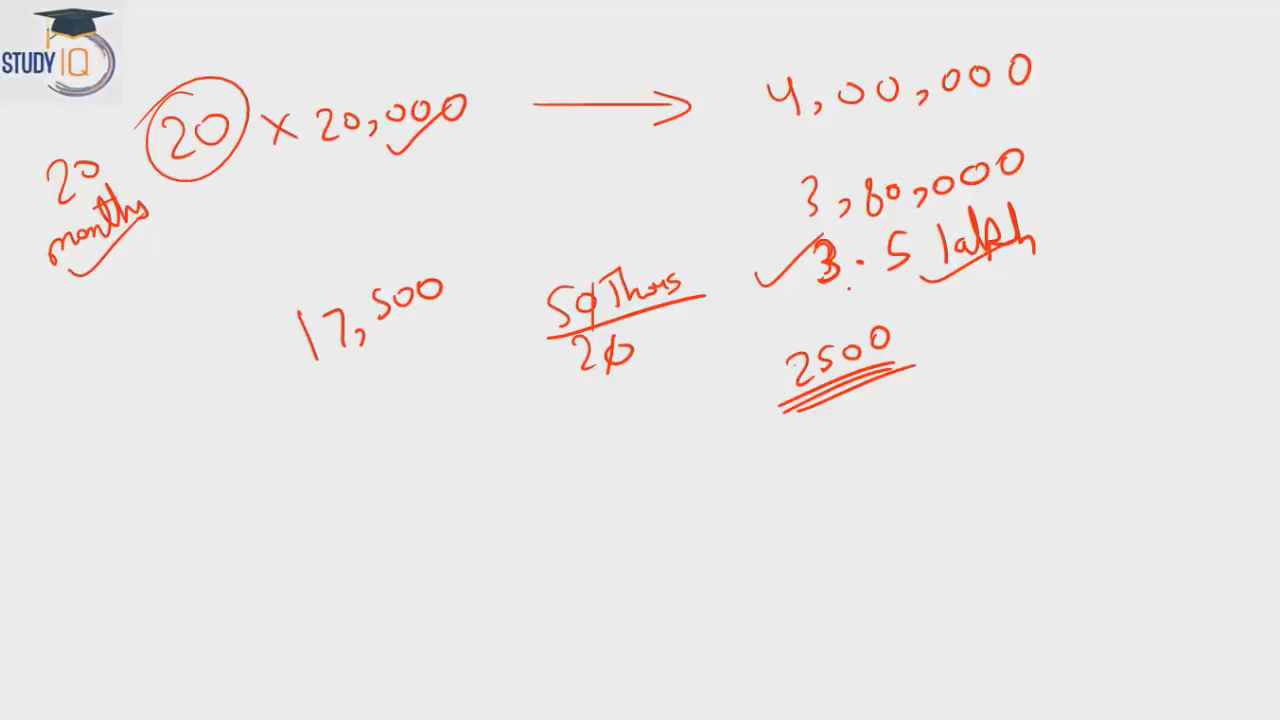 STUDY IQ
20 × 20,000 → 4,00,000
20 months
3,80,000
3.5 lakh
17,500
50 Thous
20
2500